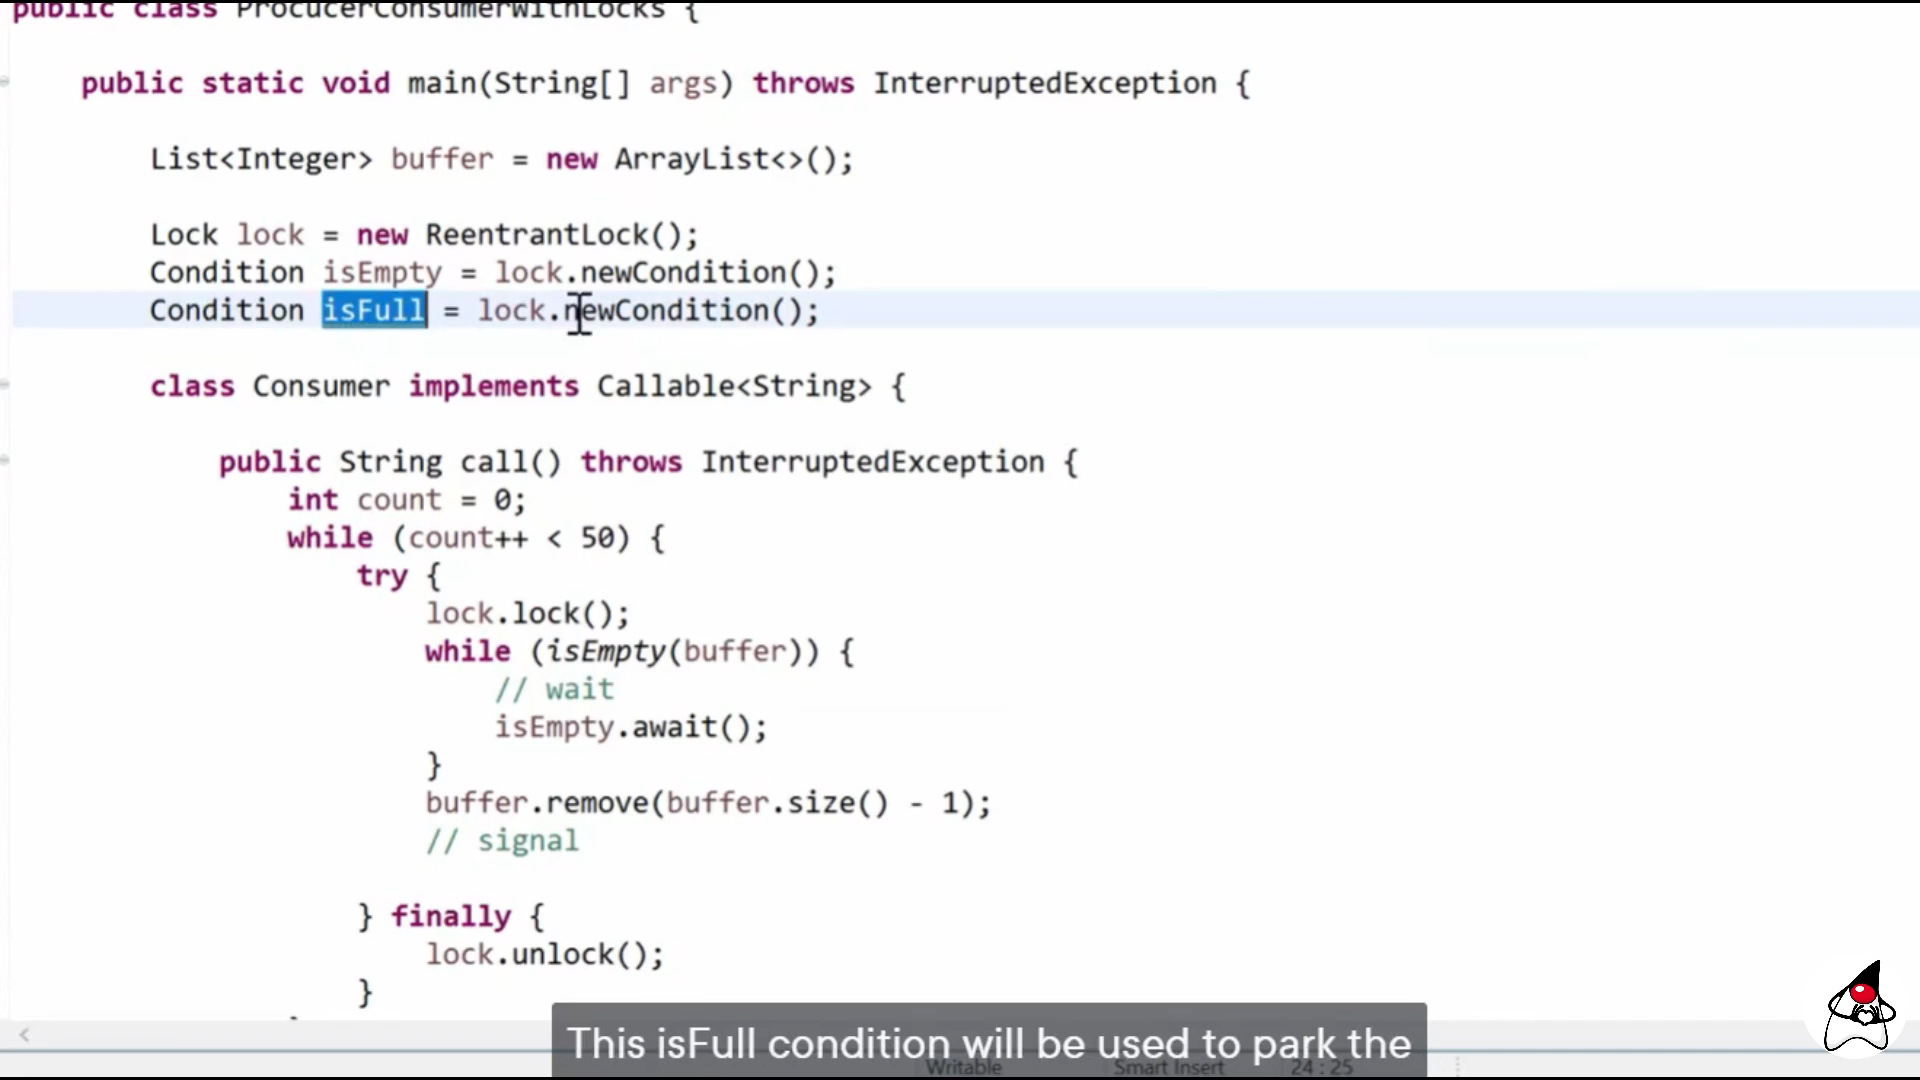 public class ProcucerConsumerWithLocks {
public static void main(String[] args) throws InterruptedException {
List<Integer> buffer = new ArrayList<>();
Lock lock = new ReentrantLock();
Condition isEmpty = lock.newCondition();
Condition isFull = lock.newCondition();
class Consumer implements Callable<String> {
public String call() throws InterruptedException {
int count = 0;
while (count++ < 50) {
try {
lock.lock();
while (isEmpty(buffer)) {
// wait
isEmpty.await();
}
buffer.remove(buffer.size() - 1);
// signal
} finally {
lock.unlock();
}
This isFull condition will be used to park the
Writable Smart Insert 24 : 25